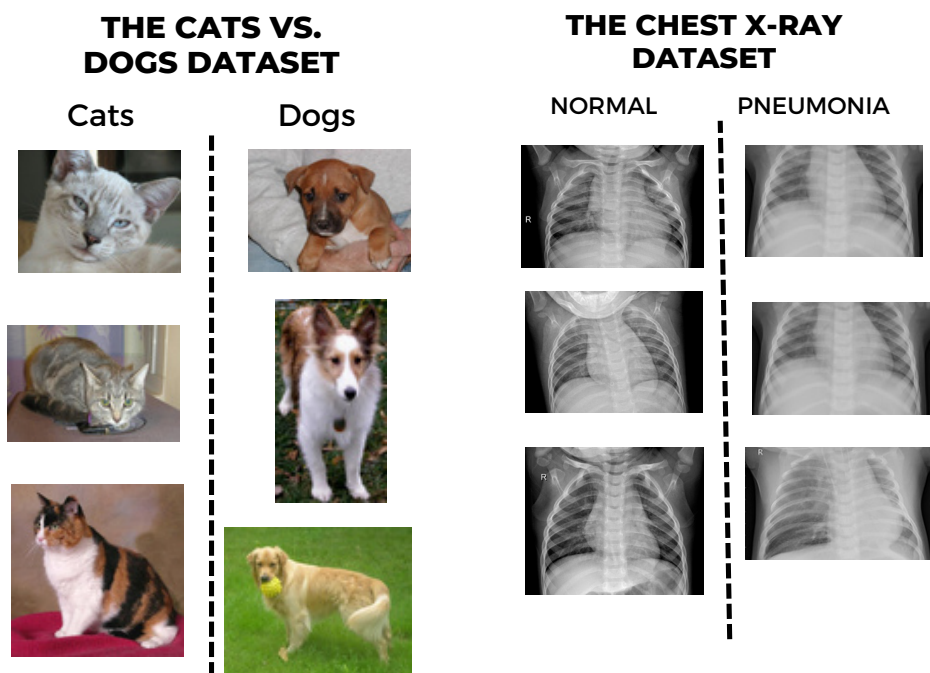 THE CATS VS.
DOGS DATASET
Cats
Dogs
THE CHEST X-RAY
DATASET
NORMAL
PNEUMONIA
R
R
R